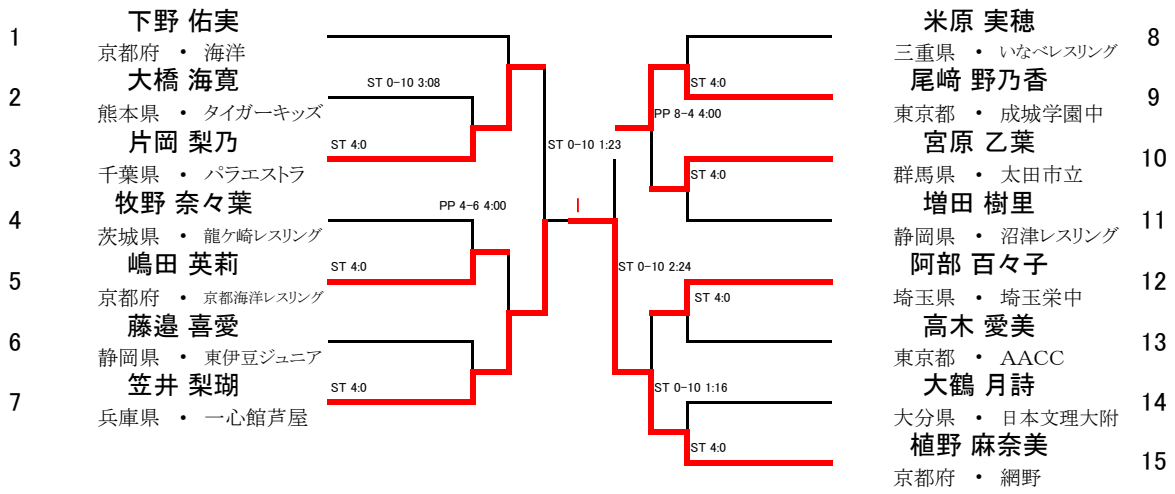 1
下野 佑実
京都府 ・ 海洋
2
大橋 海寛
熊本県 ・ タイガーキッズ
3
片岡 梨乃
千葉県 ・ パラエストラ
4
牧野 奈々葉
茨城県 ・ 龍ケ崎レスリング
5
嶋田 英莉
京都府 ・ 京都海洋レスリング
6
藤邉 喜愛
静岡県 ・ 東伊豆ジュニア
7
笠井 梨瑚
兵庫県 ・ 一心館芦屋
ST 0-10 3:08
ST 4:0
PP 4-6 4:00
ST 4:0
ST 4:0
ST 0-10 1:23
ST 4:0
PP 8-4 4:00
ST 4:0
ST 0-10 2:24
ST 4:0
ST 0-10 1:16
ST 4:0
米原 実穂
8
三重県 ・ いなべレスリング
尾﨑 野乃香
9
東京都 ・ 成城学園中
宮原 乙葉
10
群馬県 ・ 太田市立
増田 樹里
11
静岡県 ・ 沼津レスリング
阿部 百々子
12
埼玉県 ・ 埼玉栄中
高木 愛美
13
東京都 ・ AACC
大鶴 月詩
14
大分県 ・ 日本文理大附
植野 麻奈美
15
京都府 ・ 網野